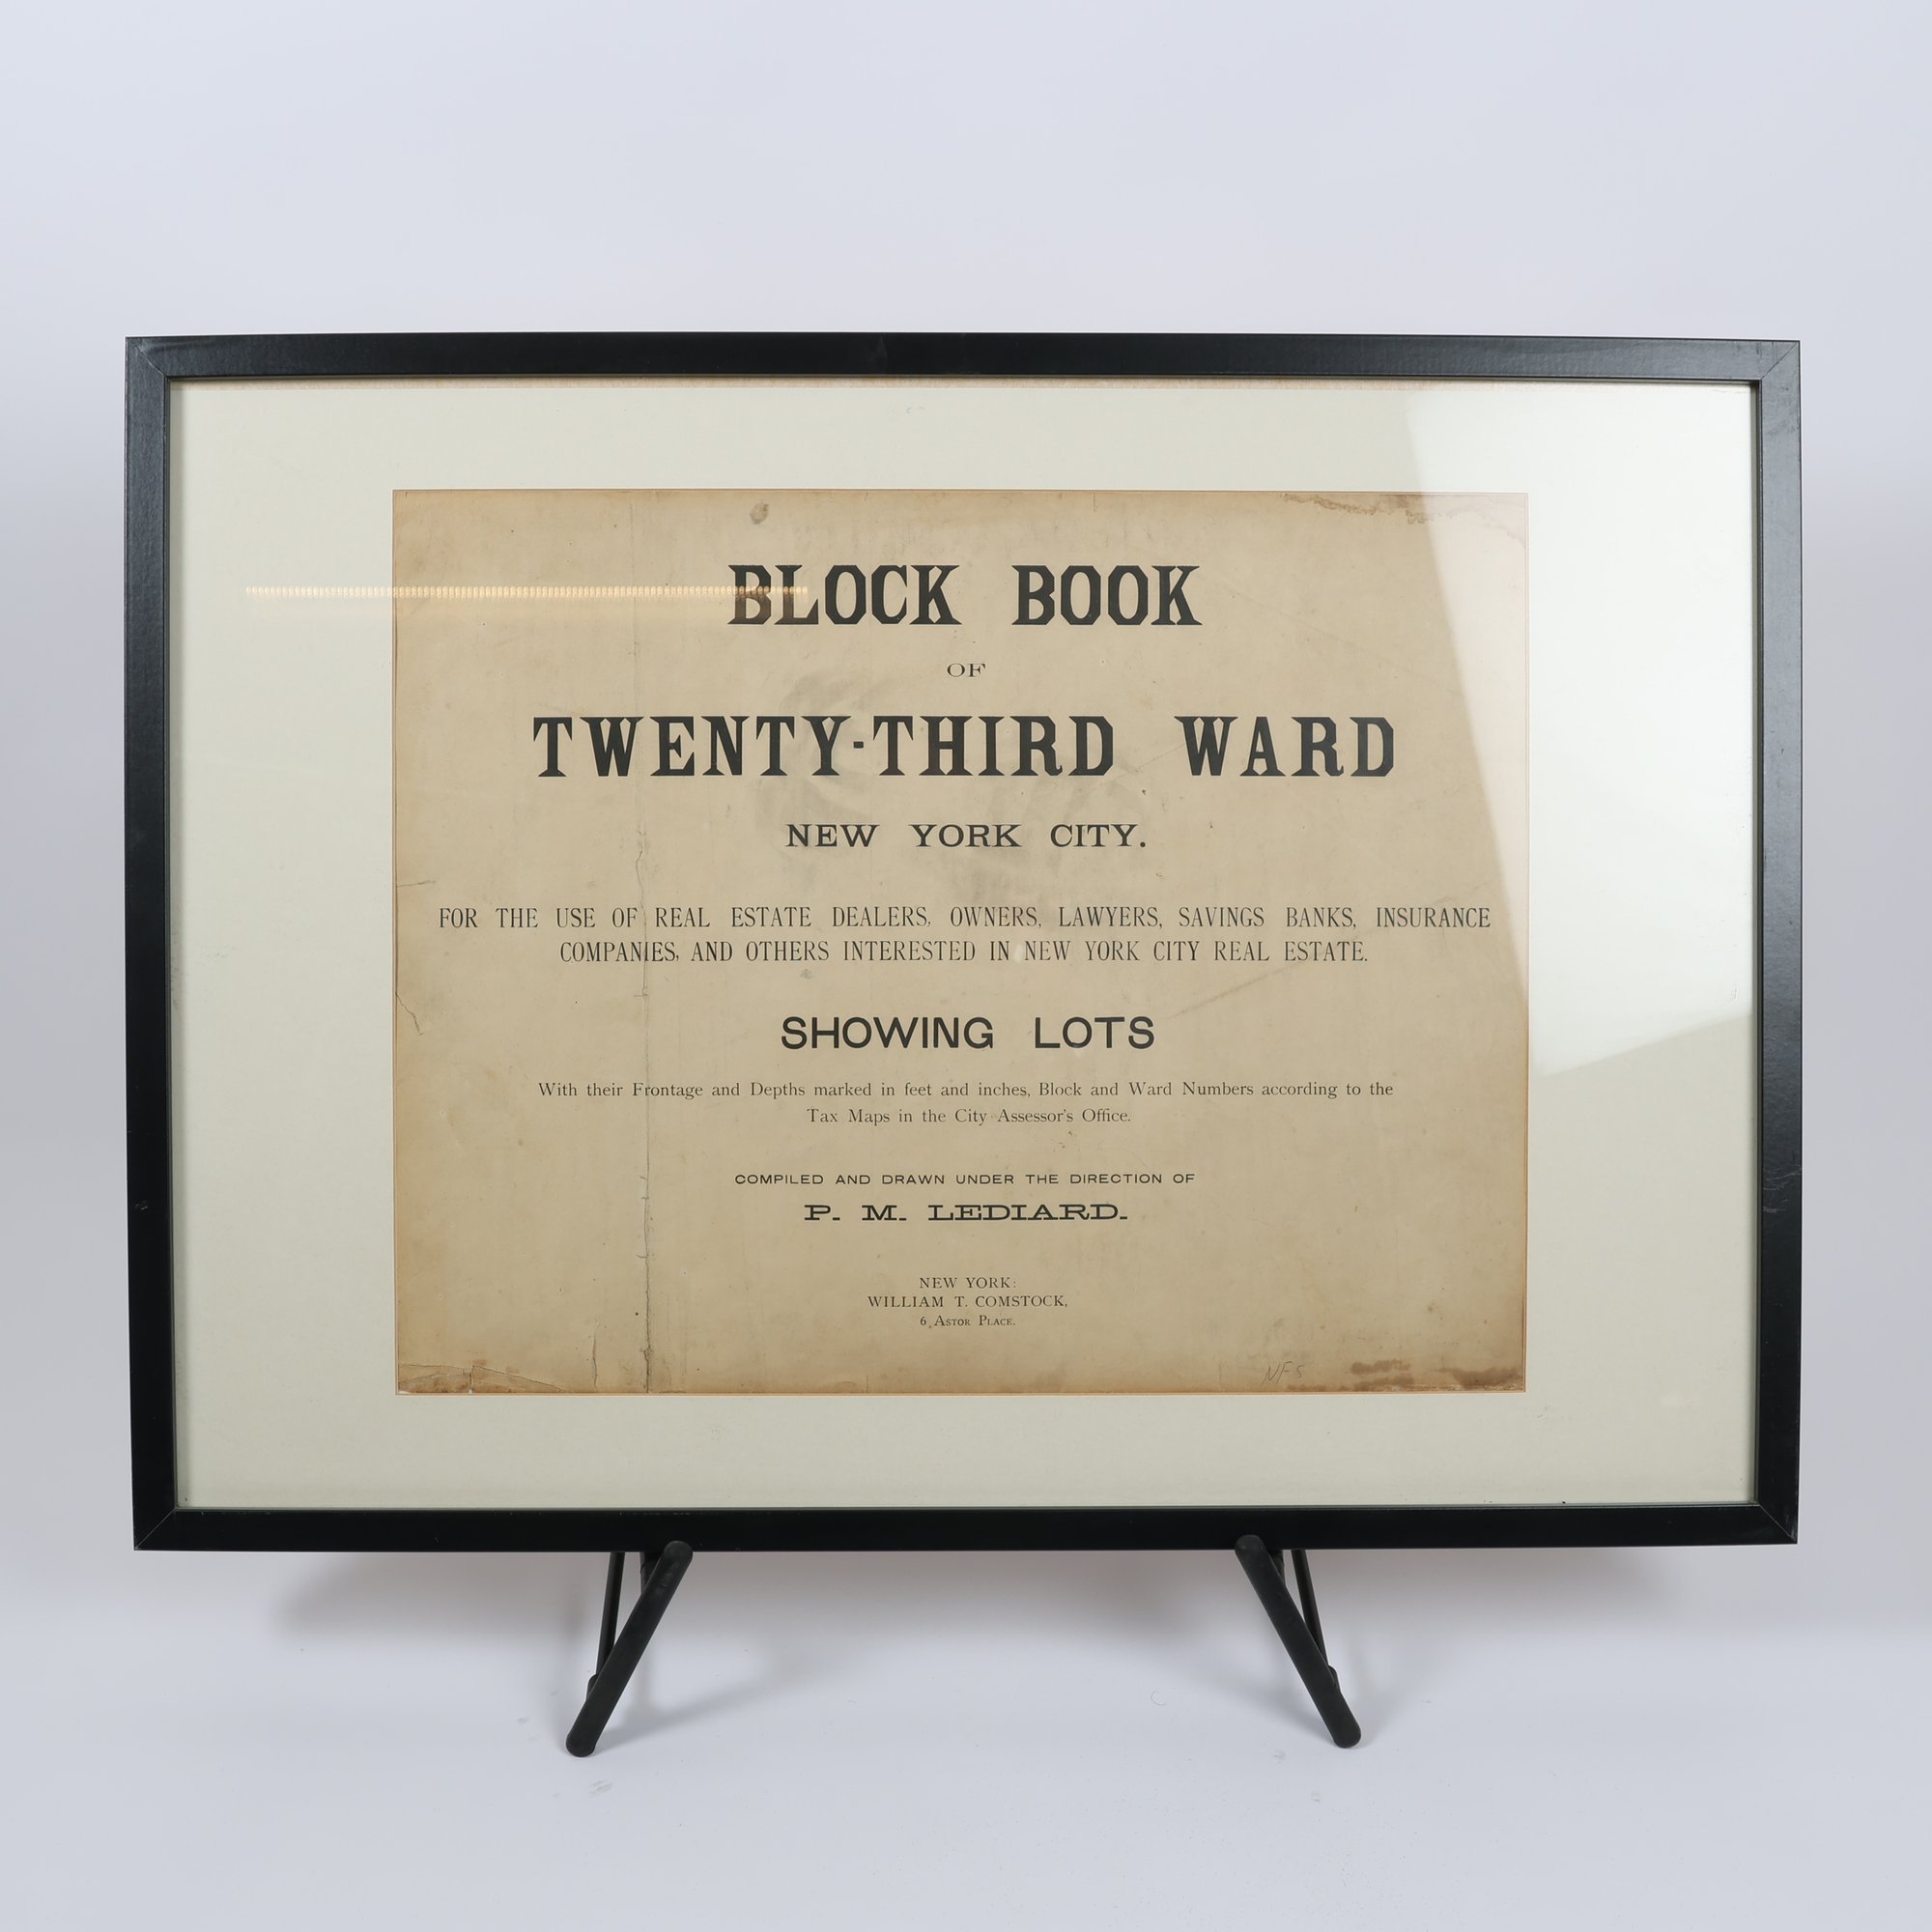 BLOCK BOOK
OF
TWENTY-THIRD WARD
NEW YORK CITY.
FOR THE USE OF REAL ESTATE DEALERS, OWNERS, LAWYERS, SAVINGS BANKS, INSURANCE
COMPANIES, AND OTHERS INTERESTED IN NEW YORK CITY REAL ESTATE.
SHOWING LOTS
With their Frontage and Depths marked in feet and inches, Block and Ward Numbers according to the
Tax Maps in the City Assessor's Office.
COMPILED AND DRAWN UNDER THE DIRECTION OF
P. M. LEDIARD.
NEW YORK:
WILLIAM T. COMSTOCK,
6 Astor Place.
NFS